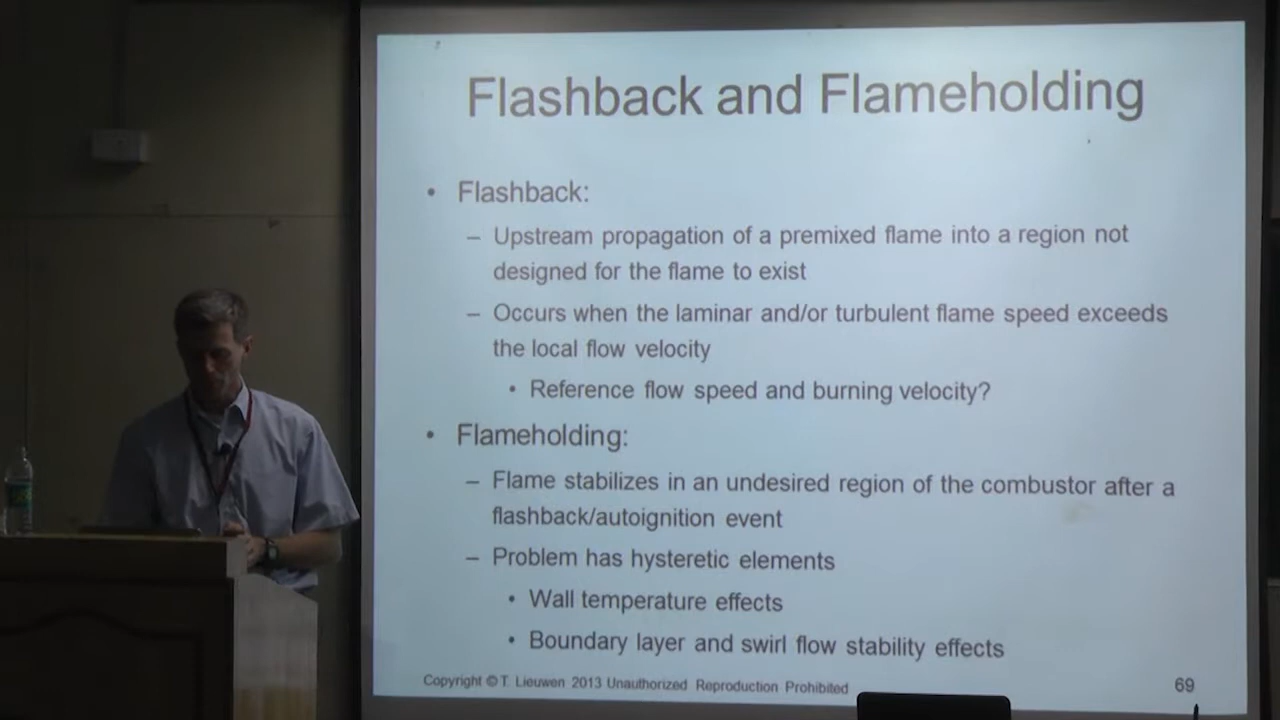 Flashback and Flameholding
• Flashback:
– Upstream propagation of a premixed flame into a region not
designed for the flame to exist
– Occurs when the laminar and/or turbulent flame speed exceeds
the local flow velocity
• Reference flow speed and burning velocity?
• Flameholding:
– Flame stabilizes in an undesired region of the combustor after a
flashback/autoignition event
– Problem has hysteretic elements
• Wall temperature effects
• Boundary layer and swirl flow stability effects
Copyright © T. Lieuwen 2013 Unauthorized Reproduction Prohibited
69